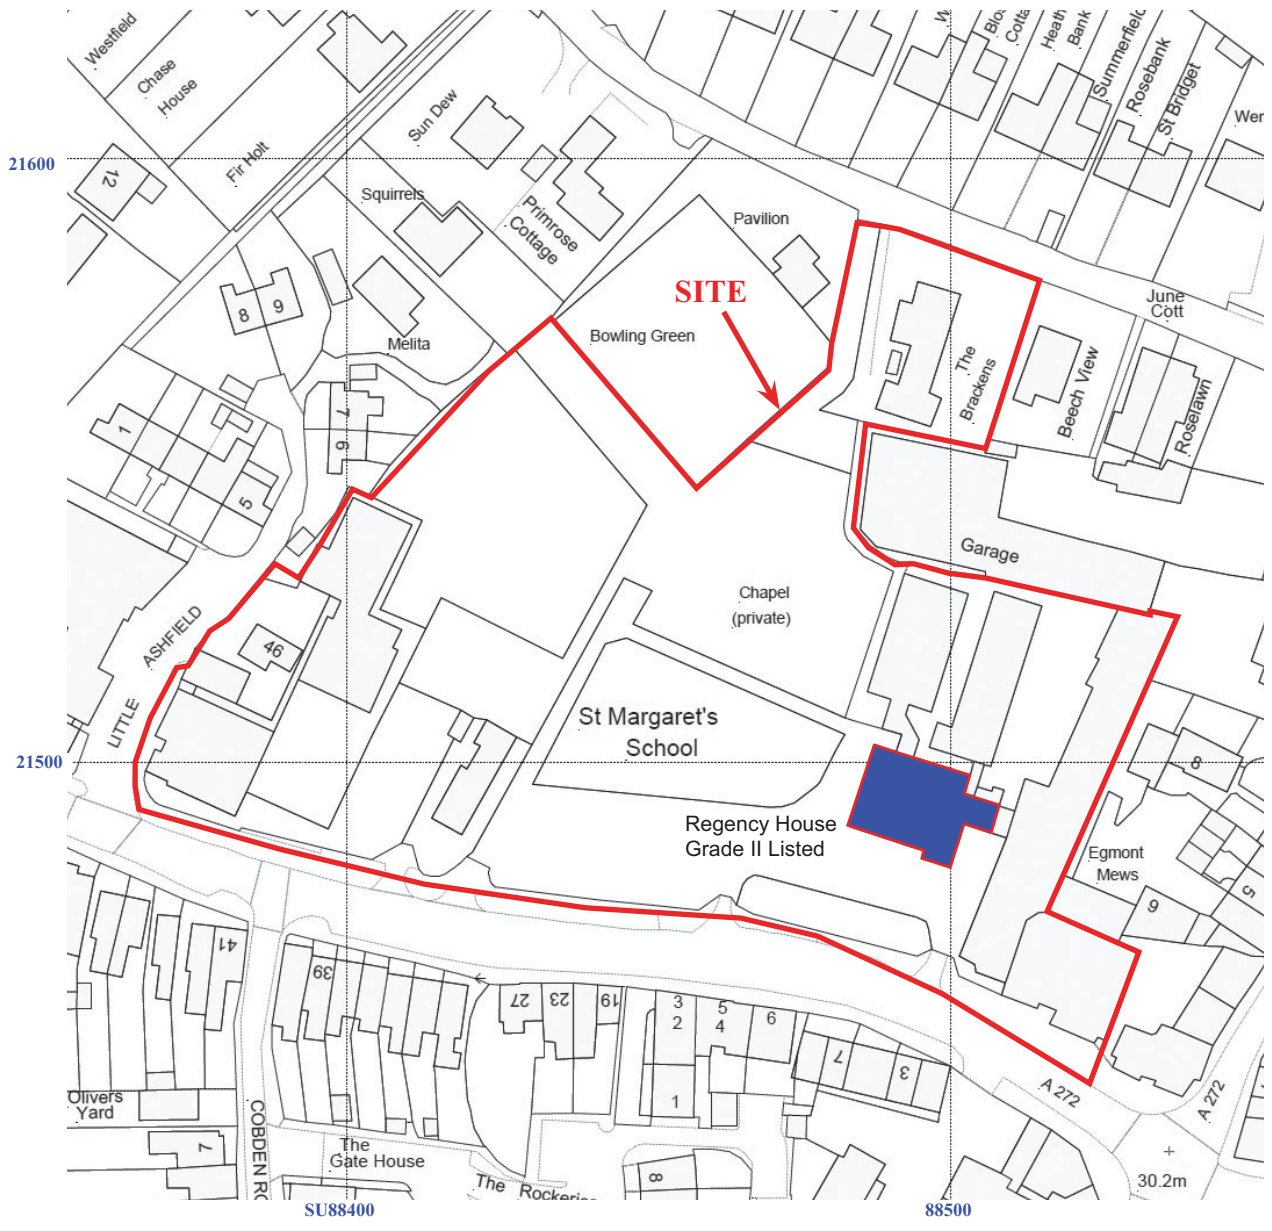 Westfield
Chase
House
Fir Holt
12
Sun Dew
Squirrels
Primrose
Cottage
Pavilion
Heath
Bank
Summerfield
Rosebank
St Bridget
21600
SITE
Bowling Green
8
9
Melita
The
Brackens
June
Cott
Beech View
Roselawn
1
5
7
6
Garage
Chapel
(private)
LITTLE
ASHFIELD
46
St Margaret's
School
21500
Regency House
Grade II Listed
8
Egmont
Mews
5
41
39
27
23
19
3
2
5
4
6
1
7
3
A 272
A 272
30.2m
Olivers
Yard
7
COBDEN RO
The
Gate House
The Rockeries
8
SU88400
88500